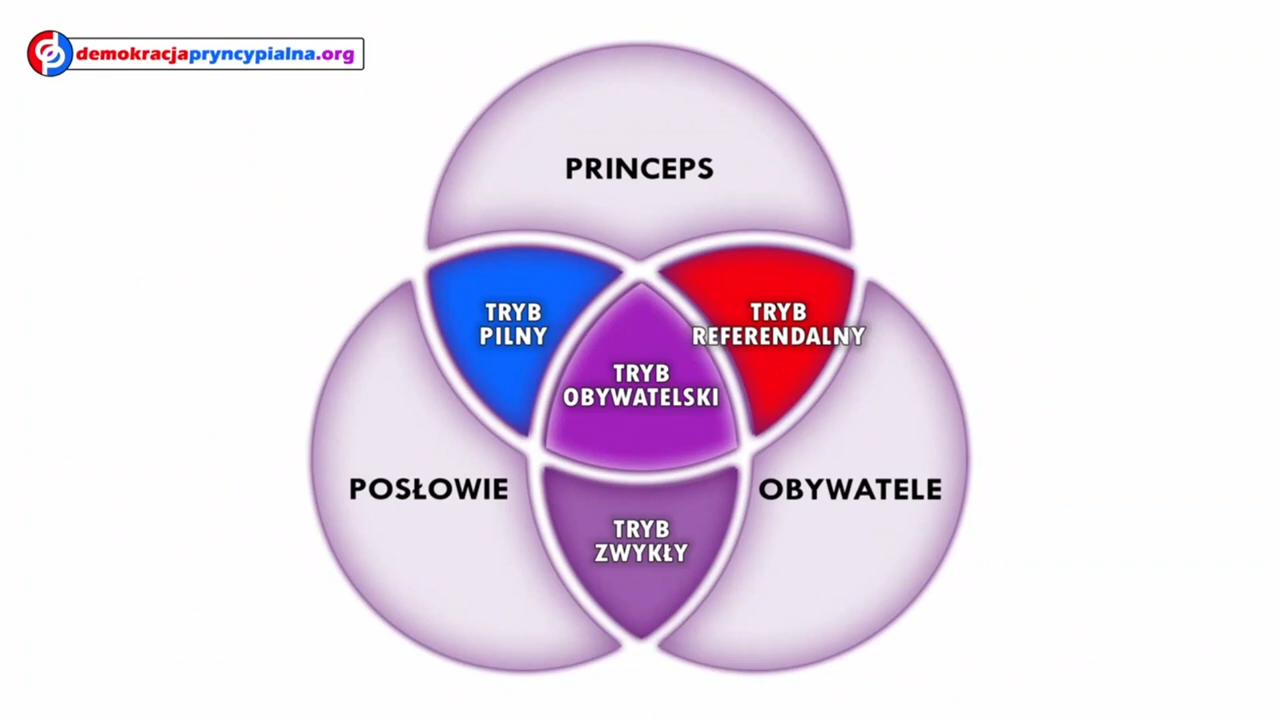 demokracjapryncypialna.org
PRINCEPS
TRYB
PILNY
TRYB
REFERENDALNY
TRYB
OBYWATELSKI
POSŁOWIE
OBYWATELE
TRYB
ZWYKŁY